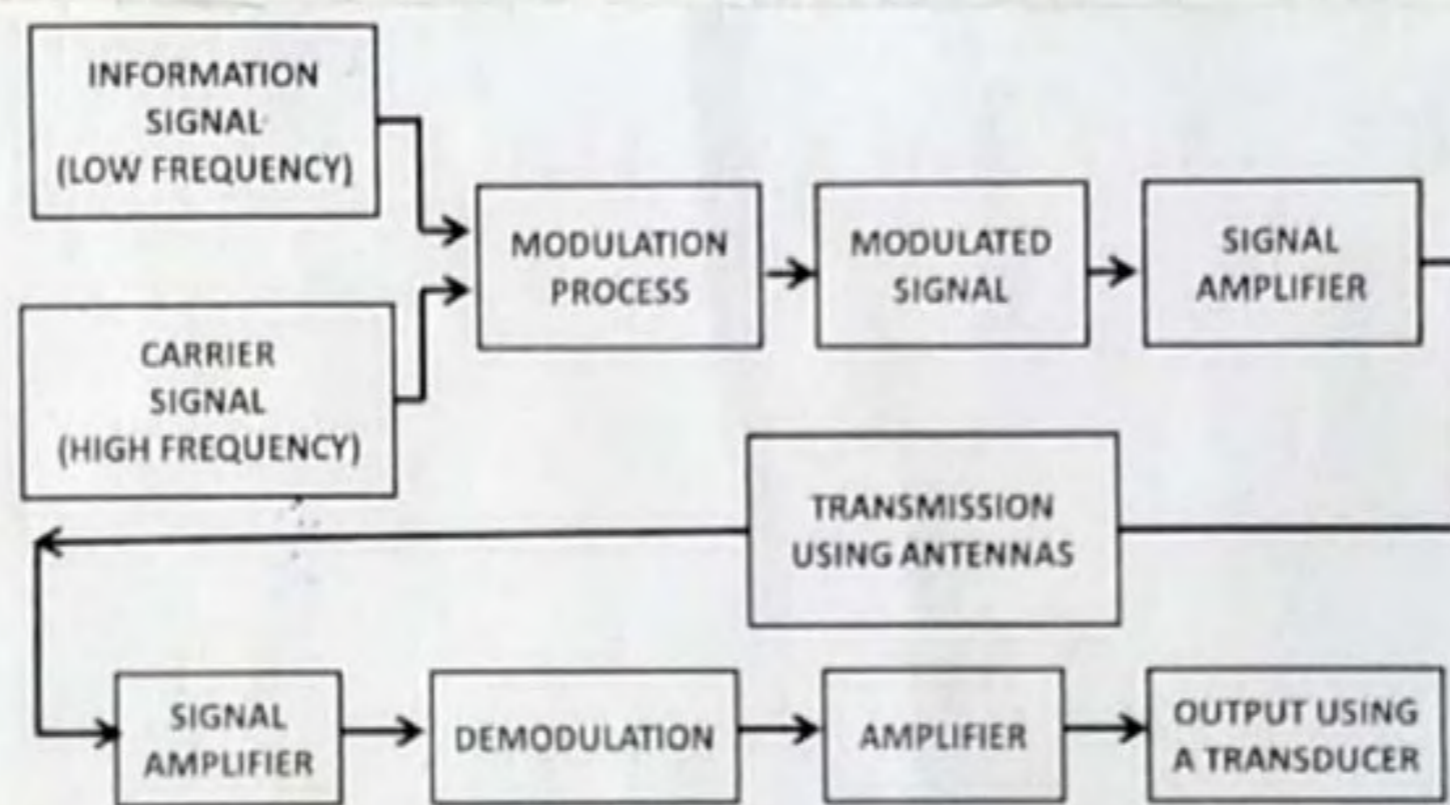 INFORMATION
SIGNAL
(LOW FREQUENCY)
CARRIER
SIGNAL
(HIGH FREQUENCY)
MODULATION
PROCESS
MODULATED
SIGNAL
SIGNAL
AMPLIFIER
TRANSMISSION
USING ANTENNAS
SIGNAL
AMPLIFIER
DEMODULATION
AMPLIFIER
OUTPUT USING
A TRANSDUCER